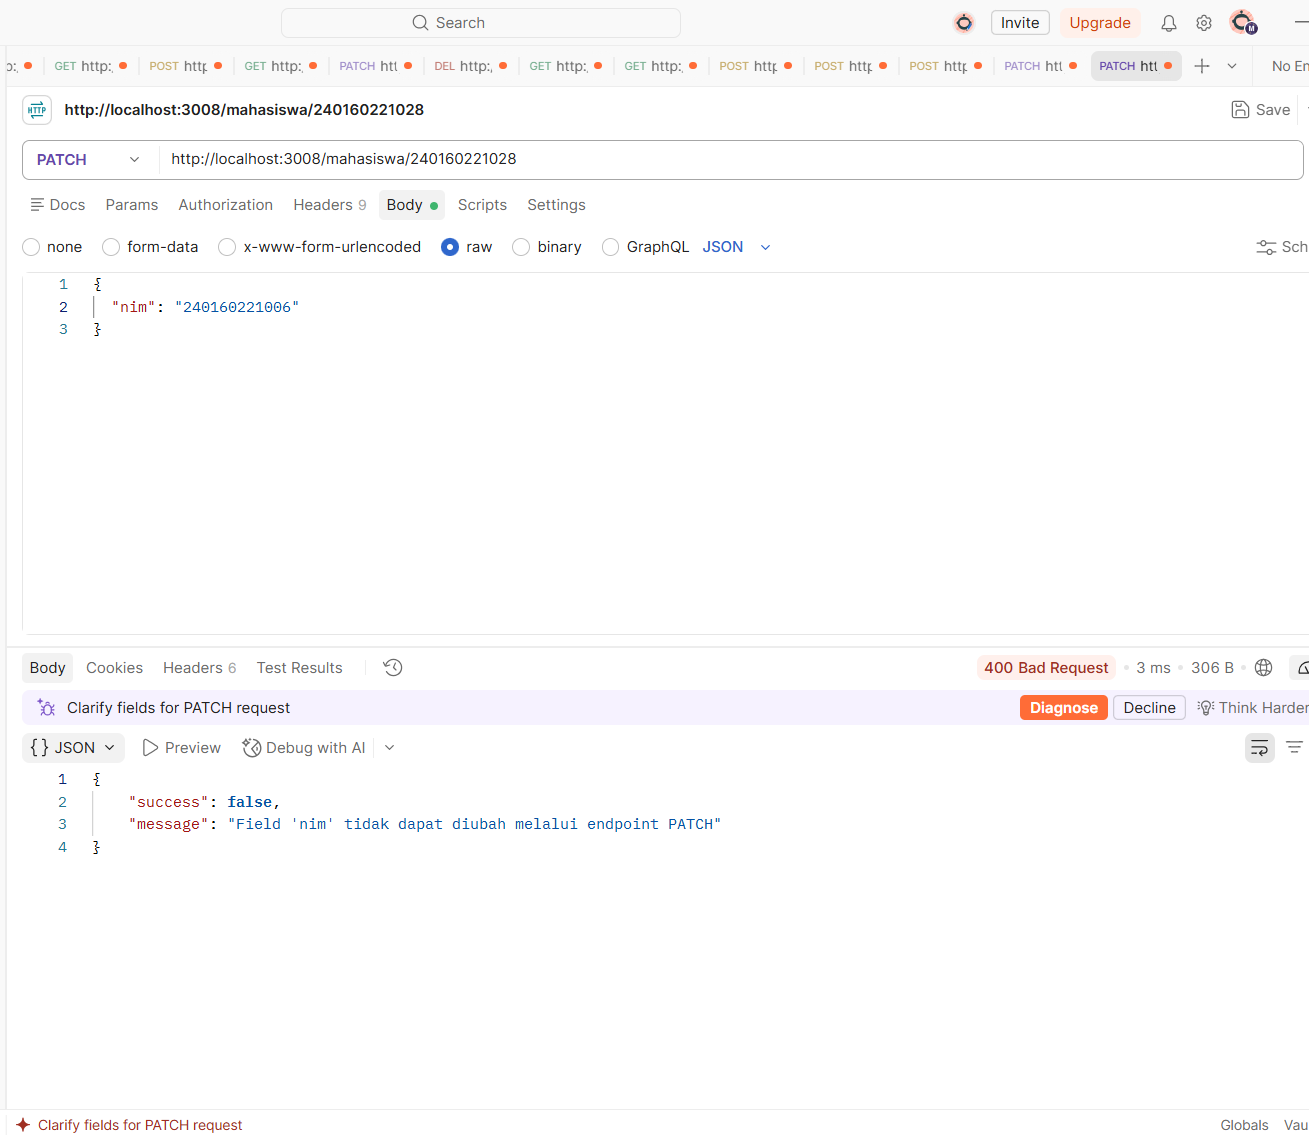 Search
Invite
Upgrade
GET http:,
POST http
GET http:,
PATCH htt
DEL http:,
GET http:,
GET http:,
POST http
POST http
POST http
PATCH htt
PATCH htt
No En
HTTP
http://localhost:3008/mahasiswa/240160221028
Save
PATCH
http://localhost:3008/mahasiswa/240160221028
Docs
Params
Authorization
Headers 9
Body
Scripts
Settings
none
form-data
x-www-form-urlencoded
raw
binary
GraphQL
JSON
Sch
1 {
2 "nim": "240160221006"
3 }
Body
Cookies
Headers 6
Test Results
400 Bad Request
3 ms
306 B
Clarify fields for PATCH request
Diagnose
Decline
Think Harder
{} JSON
Preview
Debug with AI
1 {
2 "success": false,
3 "message": "Field 'nim' tidak dapat diubah melalui endpoint PATCH"
4 }
Clarify fields for PATCH request
Globals
Vau